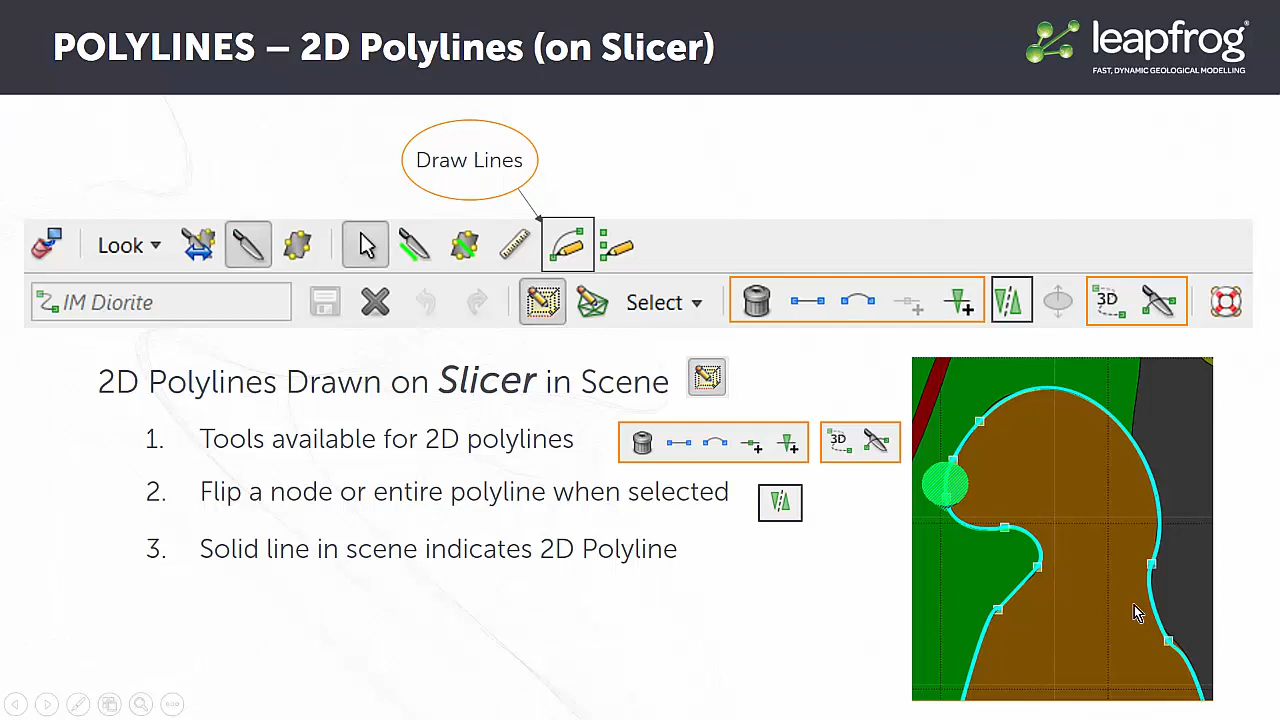 POLYLINES – 2D Polylines (on Slicer)
leapfrog®
FAST, DYNAMIC GEOLOGICAL MODELLING
Draw Lines
Look
IM Diorite
Select
3D
2D Polylines Drawn on Slicer in Scene
1. Tools available for 2D polylines
3D
2. Flip a node or entire polyline when selected
3. Solid line in scene indicates 2D Polyline